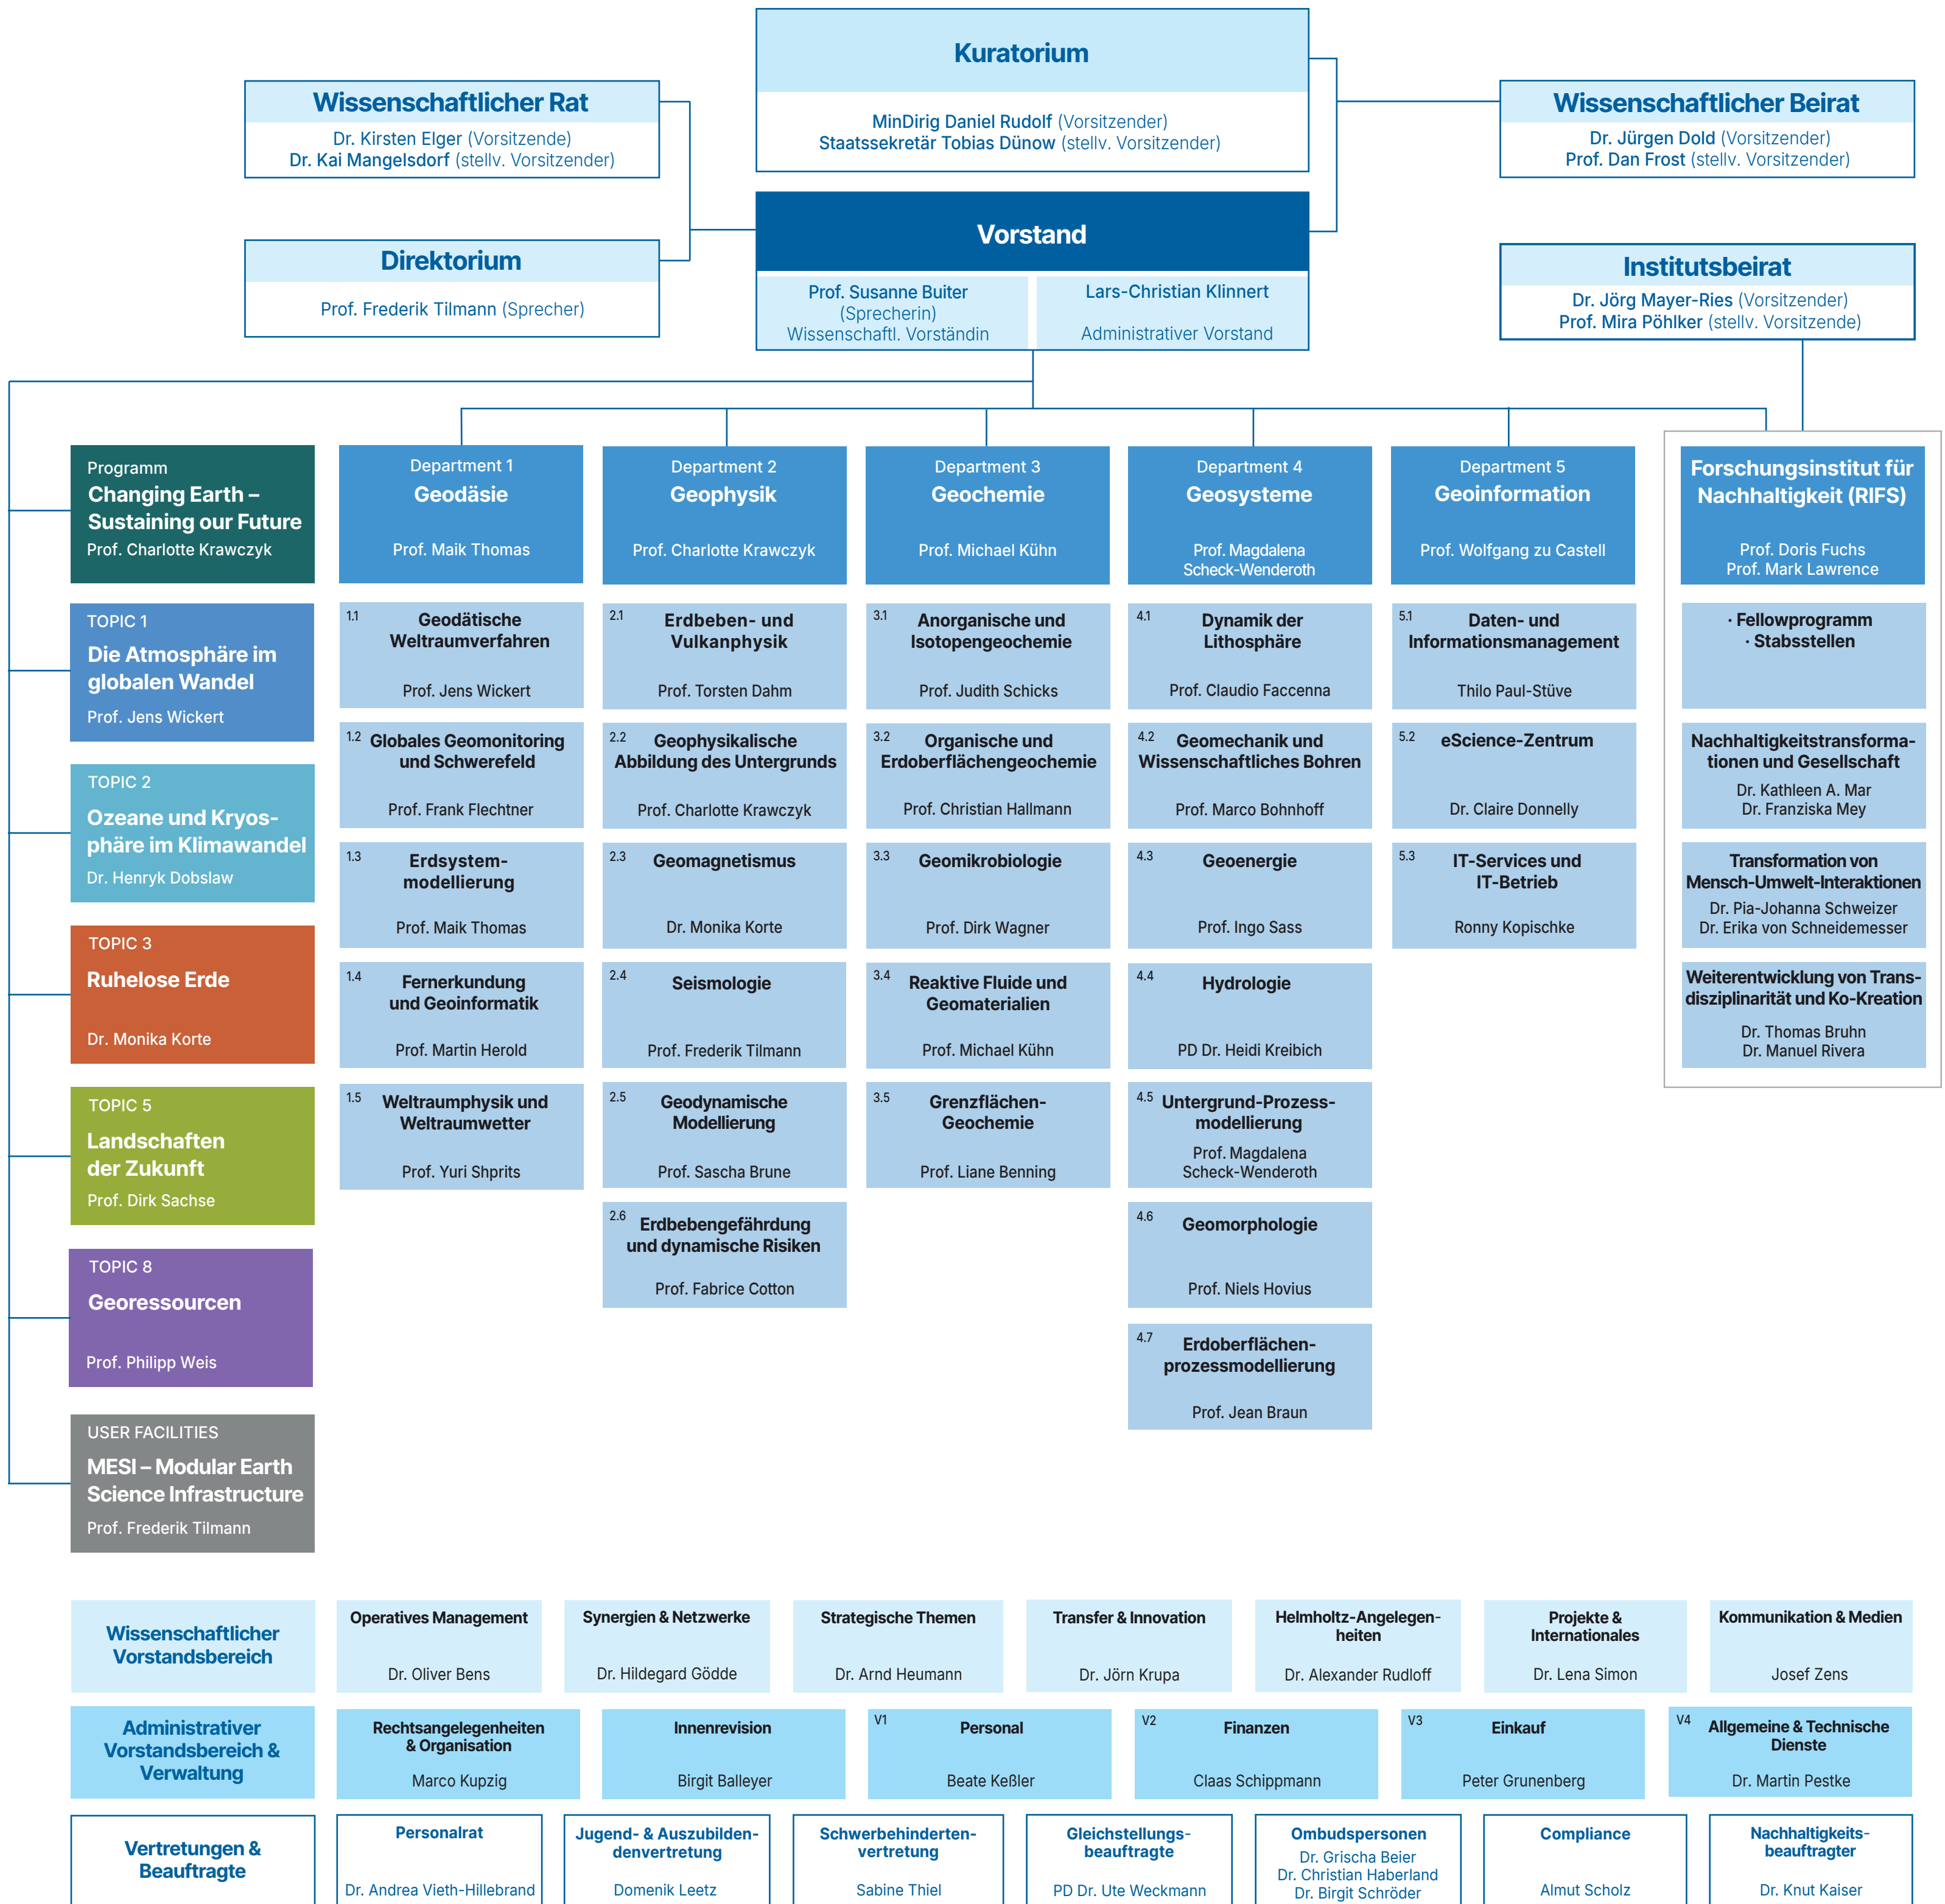 Kuratorium
MinDirig Daniel Rudolf (Vorsitzender)
Staatssekretär Tobias Dünow (stellv. Vorsitzender)
Wissenschaftlicher Rat
Dr. Kirsten Elger (Vorsitzende)
Dr. Kai Mangelsdorf (stellv. Vorsitzender)
Wissenschaftlicher Beirat
Dr. Jürgen Dold (Vorsitzender)
Prof. Dan Frost (stellv. Vorsitzender)
Vorstand
Prof. Susanne Buiter
(Sprecherin)
Wissenschaftl. Vorständin
Lars-Christian Klinnert
Administrativer Vorstand
Direktorium
Prof. Frederik Tilmann (Sprecher)
Institutsbeirat
Dr. Jörg Mayer-Ries (Vorsitzender)
Prof. Mira Pöhlker (stellv. Vorsitzende)
Programm
Changing Earth –
Sustaining our Future
Prof. Charlotte Krawczyk
TOPIC 1
Die Atmosphäre im
globalen Wandel
Prof. Jens Wickert
TOPIC 2
Ozeane und Kryos-
phäre im Klimawandel
Dr. Henryk Dobslaw
TOPIC 3
Ruhelose Erde
Dr. Monika Korte
TOPIC 5
Landschaften
der Zukunft
Prof. Dirk Sachse
TOPIC 8
Georessourcen
Prof. Philipp Weis
USER FACILITIES
MESI – Modular Earth
Science Infrastructure
Prof. Frederik Tilmann
Department 1
Geodäsie
Prof. Maik Thomas
1.1 Geodätische
Weltraumverfahren
Prof. Jens Wickert
1.2 Globales Geomonitoring
und Schwerefeld
Prof. Frank Flechtner
1.3 Erdsystem-
modellierung
Prof. Maik Thomas
1.4 Fernerkundung
und Geoinformatik
Prof. Martin Herold
1.5 Weltraumphysik und
Weltraumwetter
Prof. Yuri Shprits
Department 2
Geophysik
Prof. Charlotte Krawczyk
2.1 Erdbeben- und
Vulkanphysik
Prof. Torsten Dahm
2.2 Geophysikalische
Abbildung des Untergrunds
Prof. Charlotte Krawczyk
2.3 Geomagnetismus
Dr. Monika Korte
2.4 Seismologie
Prof. Frederik Tilmann
2.5 Geodynamische
Modellierung
Prof. Sascha Brune
2.6 Erdbebengefährdung
und dynamische Risiken
Prof. Fabrice Cotton
Department 3
Geochemie
Prof. Michael Kühn
3.1 Anorganische und
Isotopengeochemie
Prof. Judith Schicks
3.2 Organische und
Erdoberflächengeochemie
Prof. Christian Hallmann
3.3 Geomikrobiologie
Prof. Dirk Wagner
3.4 Reaktive Fluide und
Geomaterialien
Prof. Michael Kühn
3.5 Grenzflächen-
Geochemie
Prof. Liane Benning
Department 4
Geosysteme
Prof. Magdalena
Scheck-Wenderoth
4.1 Dynamik der
Lithosphäre
Prof. Claudio Faccenna
4.2 Geomechanik und
Wissenschaftliches Bohren
Prof. Marco Bohnhoff
4.3 Geoenergie
Prof. Ingo Sass
4.4 Hydrologie
PD Dr. Heidi Kreibich
4.5 Untergrund-Prozess-
modellierung
Prof. Magdalena
Scheck-Wenderoth
4.6 Geomorphologie
Prof. Niels Hovius
4.7 Erdoberflächen-
prozessmodellierung
Prof. Jean Braun
Department 5
Geoinformation
Prof. Wolfgang zu Castell
5.1 Daten- und
Informationsmanagement
Thilo Paul-Stüve
5.2 eScience-Zentrum
Dr. Claire Donnelly
5.3 IT-Services und
IT-Betrieb
Ronny Kopischke
Forschungsinstitut für
Nachhaltigkeit (RIFS)
Prof. Doris Fuchs
Prof. Mark Lawrence
· Fellowprogramm
· Stabsstellen
Nachhaltigkeitstransforma-
tionen und Gesellschaft
Dr. Kathleen A. Mar
Dr. Franziska Mey
Transformation von
Mensch-Umwelt-Interaktionen
Dr. Pia-Johanna Schweizer
Dr. Erika von Schneidemesser
Weiterentwicklung von Trans-
disziplinarität und Ko-Kreation
Dr. Thomas Bruhn
Dr. Manuel Rivera
Wissenschaftlicher
Vorstandsbereich
Operatives Management
Dr. Oliver Bens
Synergien & Netzwerke
Dr. Hildegard Gödde
Strategische Themen
Dr. Arnd Heumann
Transfer & Innovation
Dr. Jörn Krupa
Helmholtz-Angelegen-
heiten
Dr. Alexander Rudloff
Projekte &
Internationales
Dr. Lena Simon
Kommunikation & Medien
Josef Zens
Administrativer
Vorstandsbereich &
Verwaltung
Rechtsangelegenheiten
& Organisation
Marco Kupzig
Innenrevision
Birgit Balleyer
V1 Personal
Beate Keßler
V2 Finanzen
Claas Schippmann
V3 Einkauf
Peter Grunenberg
V4 Allgemeine & Technische
Dienste
Dr. Martin Pestke
Vertretungen &
Beauftragte
Personalrat
Dr. Andrea Vieth-Hillebrand
Jugend- & Auszubilden-
denvertretung
Domenik Leetz
Schwerbehinderten-
vertretung
Sabine Thiel
Gleichstellungs-
beauftragte
PD Dr. Ute Weckmann
Ombudspersonen
Dr. Grischa Beier
Dr. Christian Haberland
Dr. Birgit Schröder
Compliance
Almut Scholz
Nachhaltigkeits-
beauftragter
Dr. Knut Kaiser